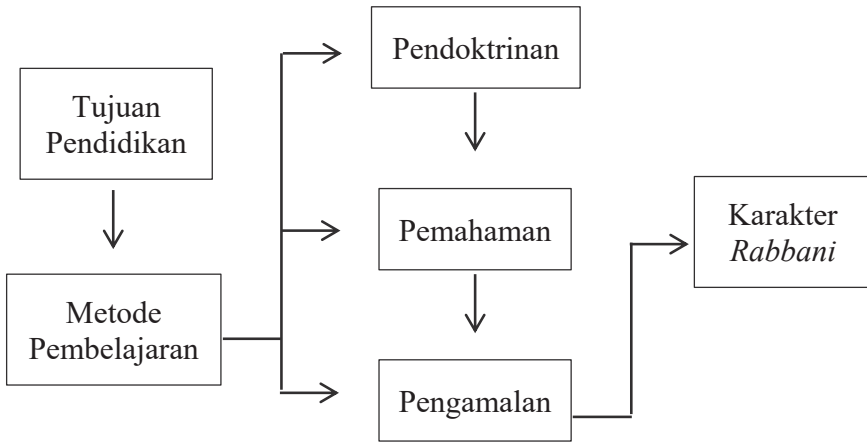 Tujuan
Pendidikan
Metode
Pembelajaran
Pendoktrinan
Pemahaman
Pengamalan
Karakter
Rabbani